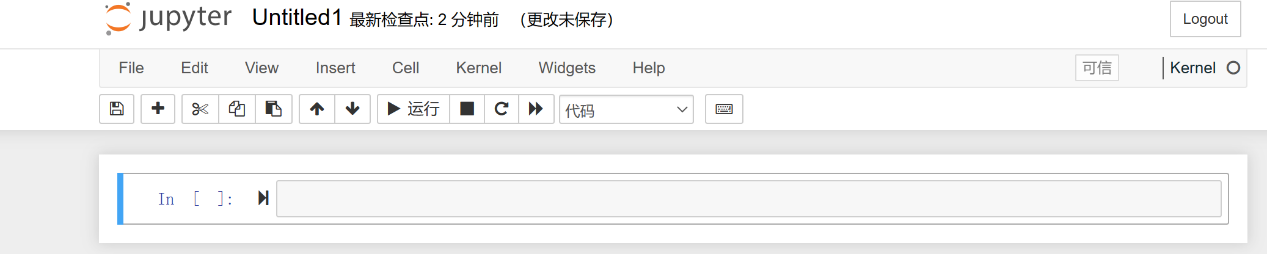 jupyter Untitled1 最新检查点: 2 分钟前 （更改未保存） Logout
File Edit View Insert Cell Kernel Widgets Help 可信 Kernel
运行 代码
In [ ]: